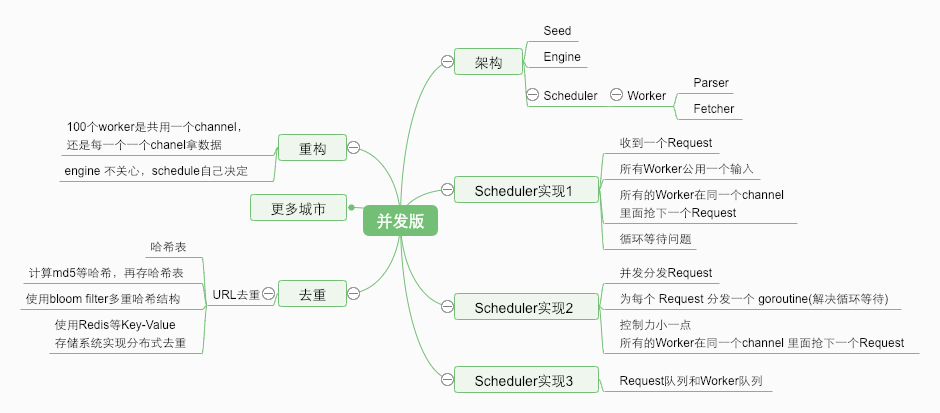 并发版
架构
Seed
Engine
Scheduler
Worker
Parser
Fetcher
Scheduler实现1
收到一个Request
所有Worker公用一个输入
所有的Worker在同一个channel
里面抢下一个Request
循环等待问题
Scheduler实现2
并发分发Request
为每个 Request 分发一个 goroutine(解决循环等待)
控制力小一点
所有的Worker在同一个channel 里面抢下一个Request
Scheduler实现3
Request队列和Worker队列
重构
100个worker是共用一个channel，
还是每一个一个chanel拿数据
engine 不关心，schedule自己决定
更多城市
去重
URL去重
哈希表
计算md5等哈希，再存哈希表
使用bloom filter多重哈希结构
使用Redis等Key-Value
存储系统实现分布式去重